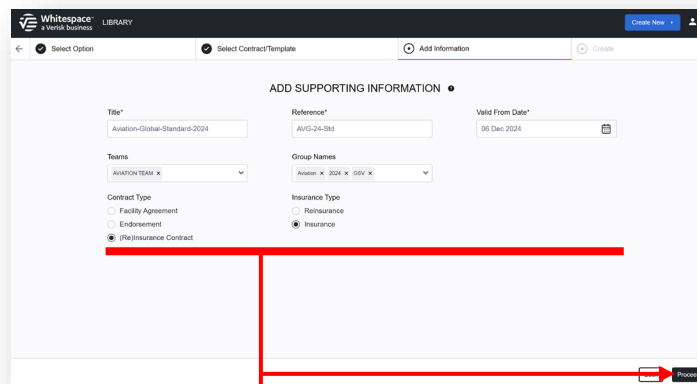 Whitespace
a Verisk business
LIBRARY
Create New +
Select Option
Select Contract/Template
Add Information
Create
ADD SUPPORTING INFORMATION
Title*
Reference*
Valid From Date*
Aviation-Global-Standard-2024
AVG-24-Std
06 Dec 2024
Teams
Group Names
AVIATION TEAM ×
Aviation × 2024 × GSV ×
Contract Type
Insurance Type
Facility Agreement
Reinsurance
Endorsement
Insurance
(Re)Insurance Contract